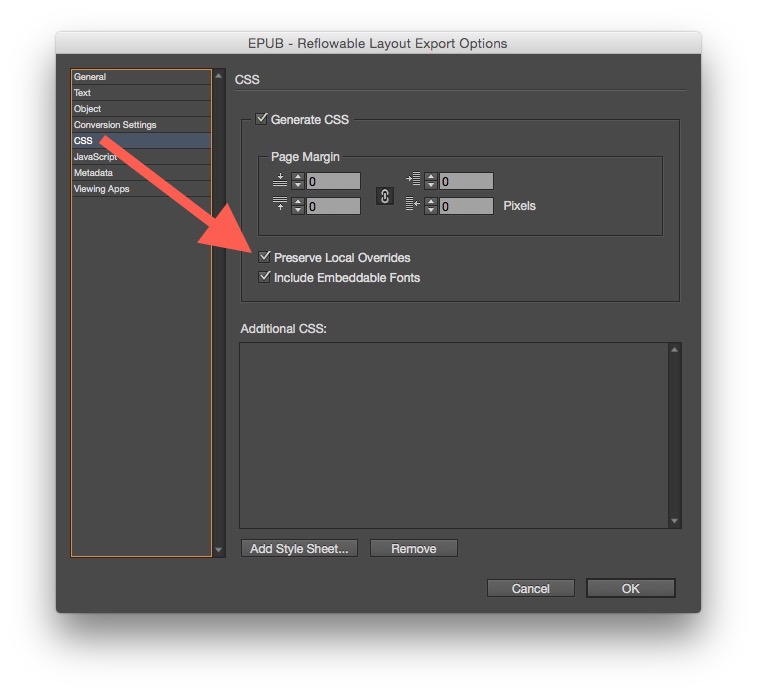 EPUB - Reflowable Layout Export Options
General
Text
Object
Conversion Settings
CSS
JavaScript
Metadata
Viewing Apps
CSS
Generate CSS
Page Margin
0
0
0
0
Pixels
Preserve Local Overrides
Include Embeddable Fonts
Additional CSS:
Add Style Sheet...
Remove
Cancel
OK